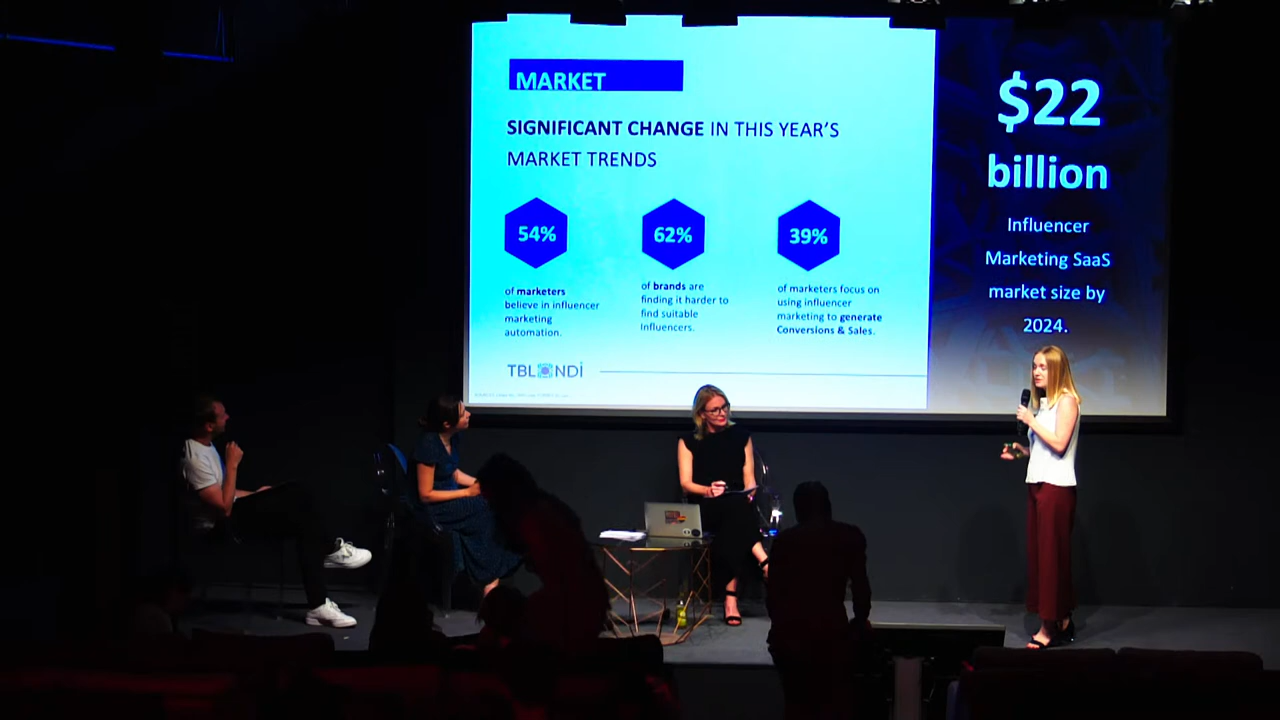 MARKET
SIGNIFICANT CHANGE IN THIS YEAR'S
MARKET TRENDS
54%
of marketers
believe in influencer
marketing
automation.
62%
of brands are
finding it harder to
find suitable
Influencers.
39%
of marketers focus on
using influencer
marketing to generate
Conversions & Sales.
TBLONDİ
$22
billion
Influencer
Marketing SaaS
market size by
2024.